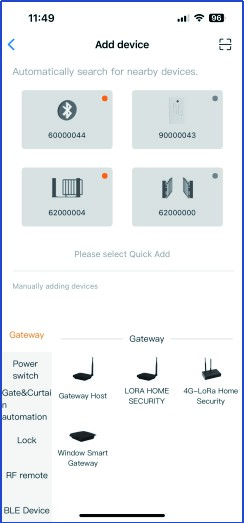 11:49
96
Add device
Automatically search for nearby devices.
60000044
90000043
62000004
62000000
Please select Quick Add
Manually adding devices
Gateway
Gateway
Power
switch
Gate&Curtai
n
automation
Lock
RF remote
BLE Device
Gateway Host
LORA HOME
SECURITY
4G-LoRa Home
Security
Window Smart
Gateway